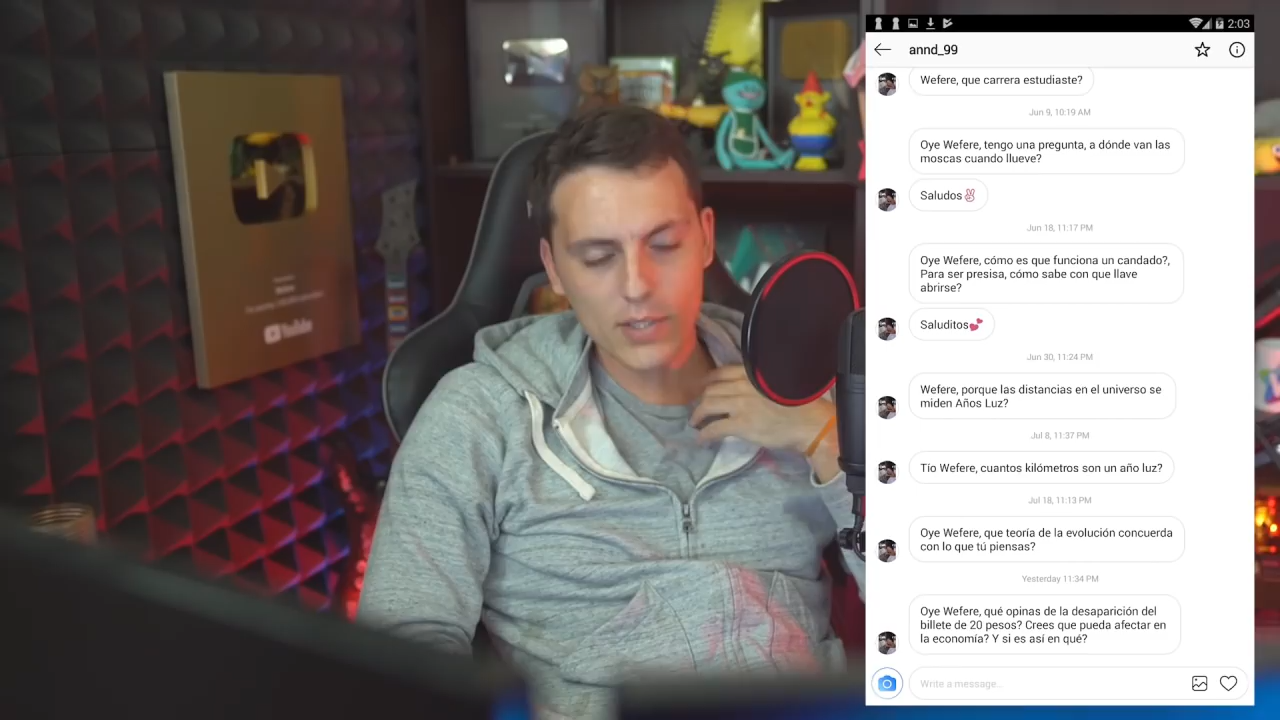 2:03
annd_99
Wefere, que carrera estudiaste?
Jun 9, 10:19 AM
Oye Wefere, tengo una pregunta, a dónde van las
moscas cuando llueve?
Saludos✌
Jun 18, 11:17 PM
Oye Wefere, cómo es que funciona un candado?,
Para ser presisa, cómo sabe con que llave
abrirse?
Saluditos💕
Jun 30, 11:24 PM
Wefere, porque las distancias en el universo se
miden Años Luz?
Jul 8, 11:37 PM
Tio Wefere, cuantos kilómetros son un año luz?
Jul 18, 11:13 PM
Oye Wefere, que teoría de la evolución concuerda
con lo que tú piensas?
Yesterday 11:34 PM
Oye Wefere, qué opinas de la desaparición del
billete de 20 pesos? Crees que pueda afectar en
la economía? Y si es así en qué?
Write a message...
YouTube